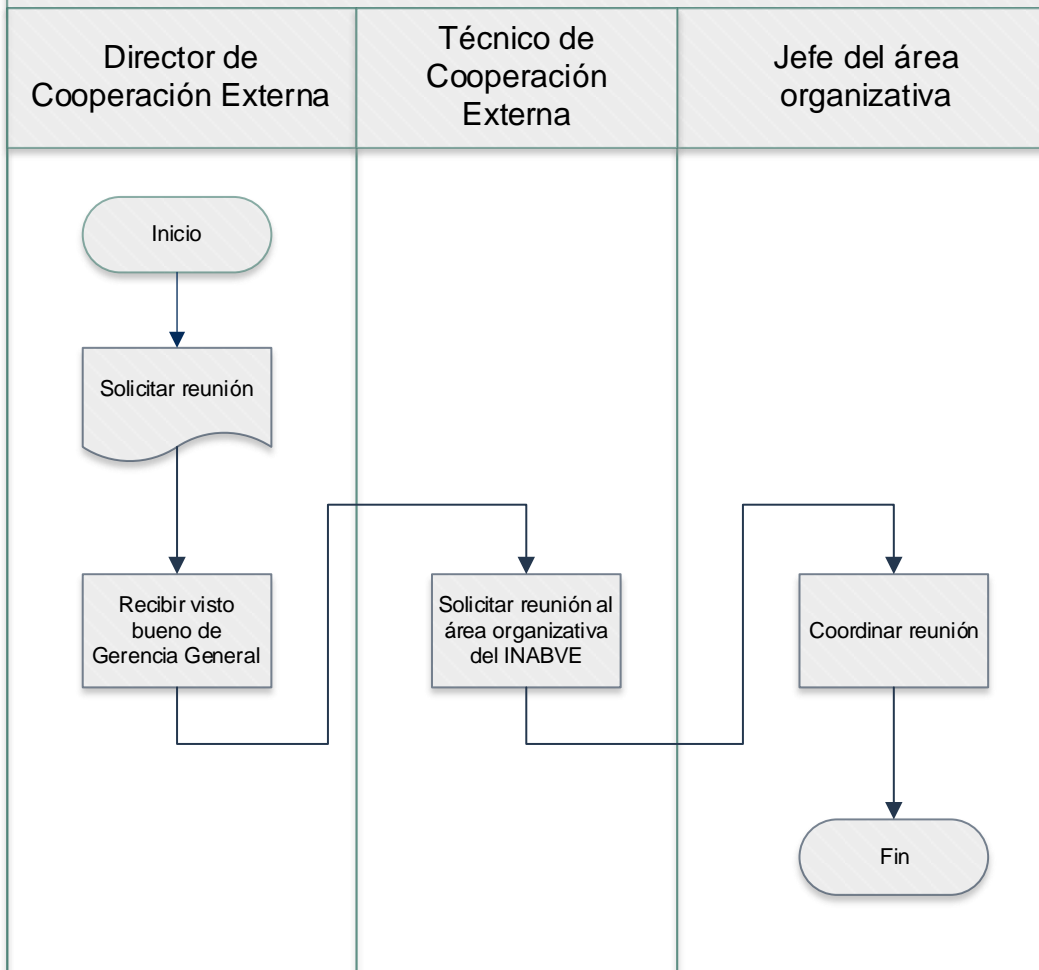 Director de
Cooperación Externa
Técnico de
Cooperación
Externa
Jefe del área
organizativa
Inicio
Solicitar reunión
Recibir visto
bueno de
Gerencia General
Solicitar reunión al
área organizativa
del INABVE
Coordinar reunión
Fin